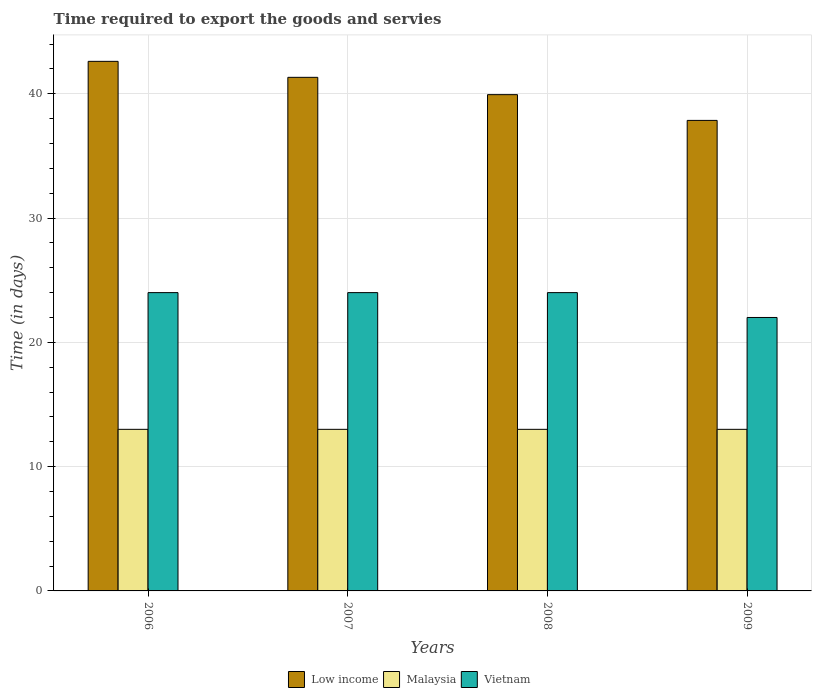 Time required to export the goods and servies
Time (in days)
40
30
20
10
0
2006
2007
2008
2009
Years
Low income
Malaysia
Vietnam